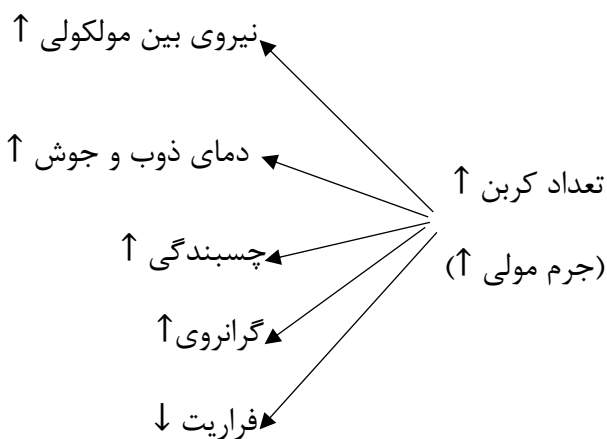 تعداد کربن ↑
(جرم مولی ↑)
نیروی بین مولکولی ↑
دمای ذوب و جوش ↑
چسبندگی ↑
گرانروی ↑
فراریت ↓